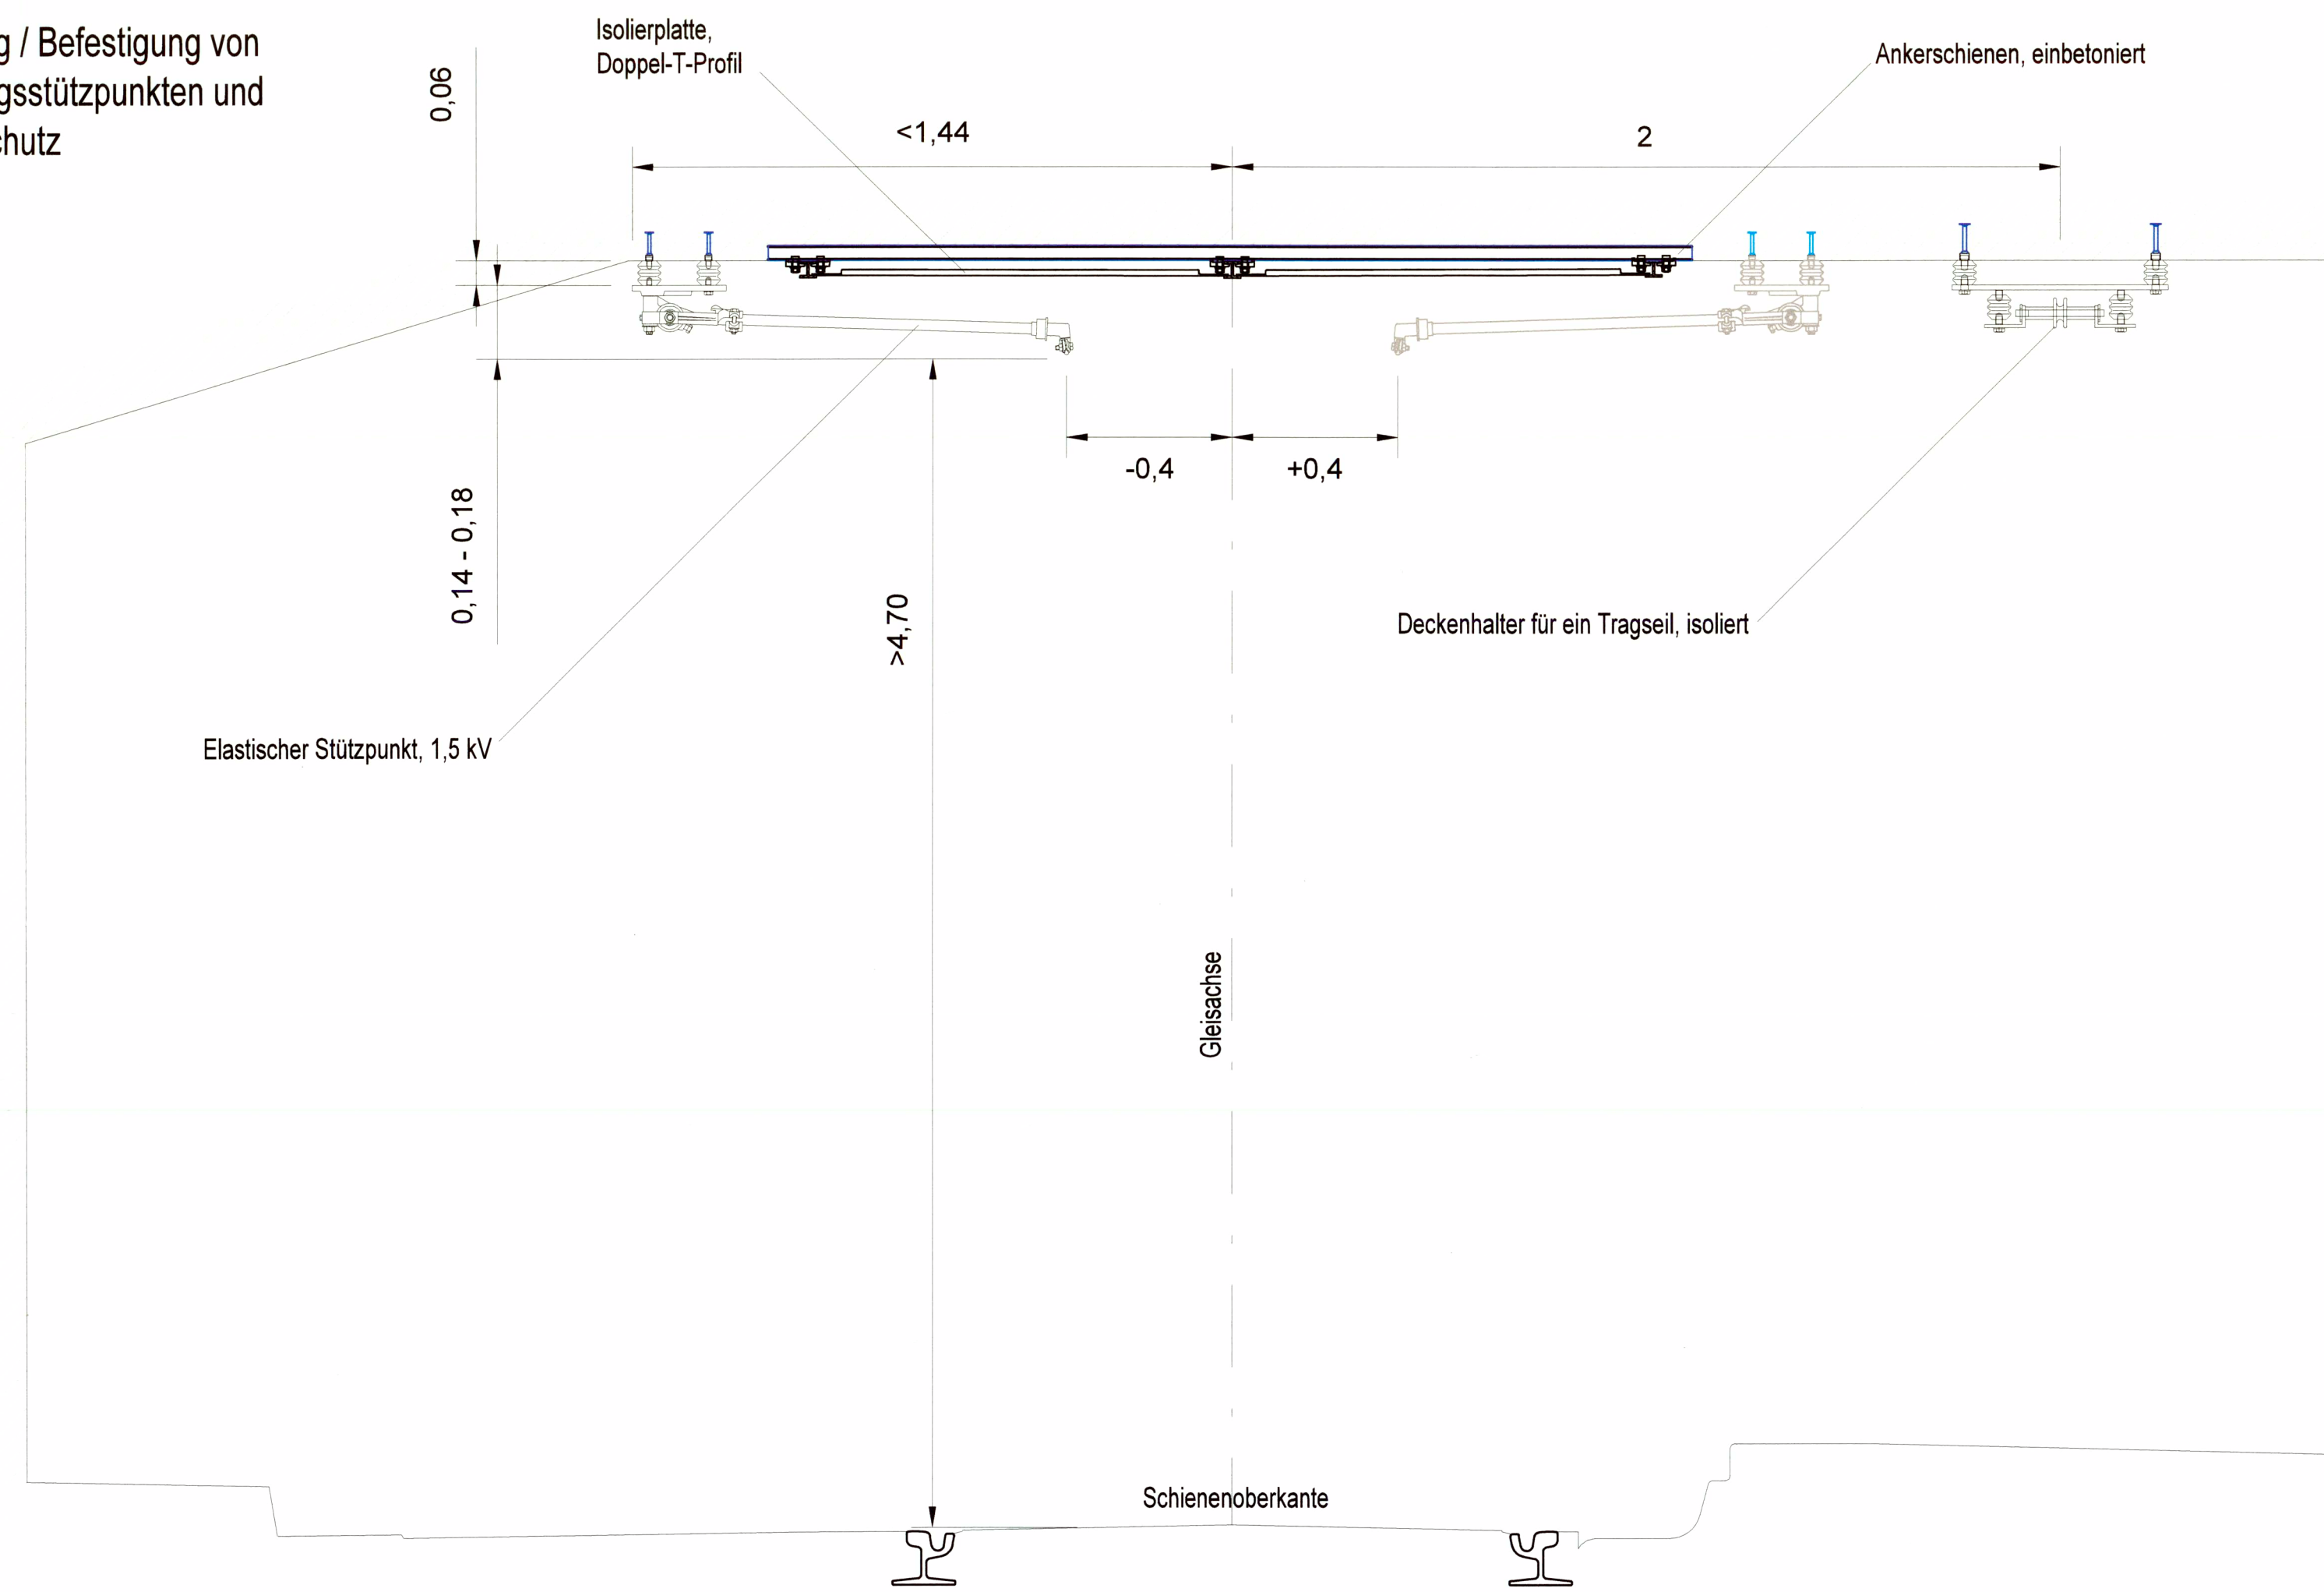 g / Befestigung von
gsstützpunkten und
chutz
Isolierplatte,
Doppel-T-Profil
Ankerschienen, einbetoniert
0,06
<1,44
2
-0,4
+0,4
0,14 - 0,18
>4,70
Deckenhalter für ein Tragseil, isoliert
Elastischer Stützpunkt, 1,5 kV
Gleisachse
Schienenoberkante